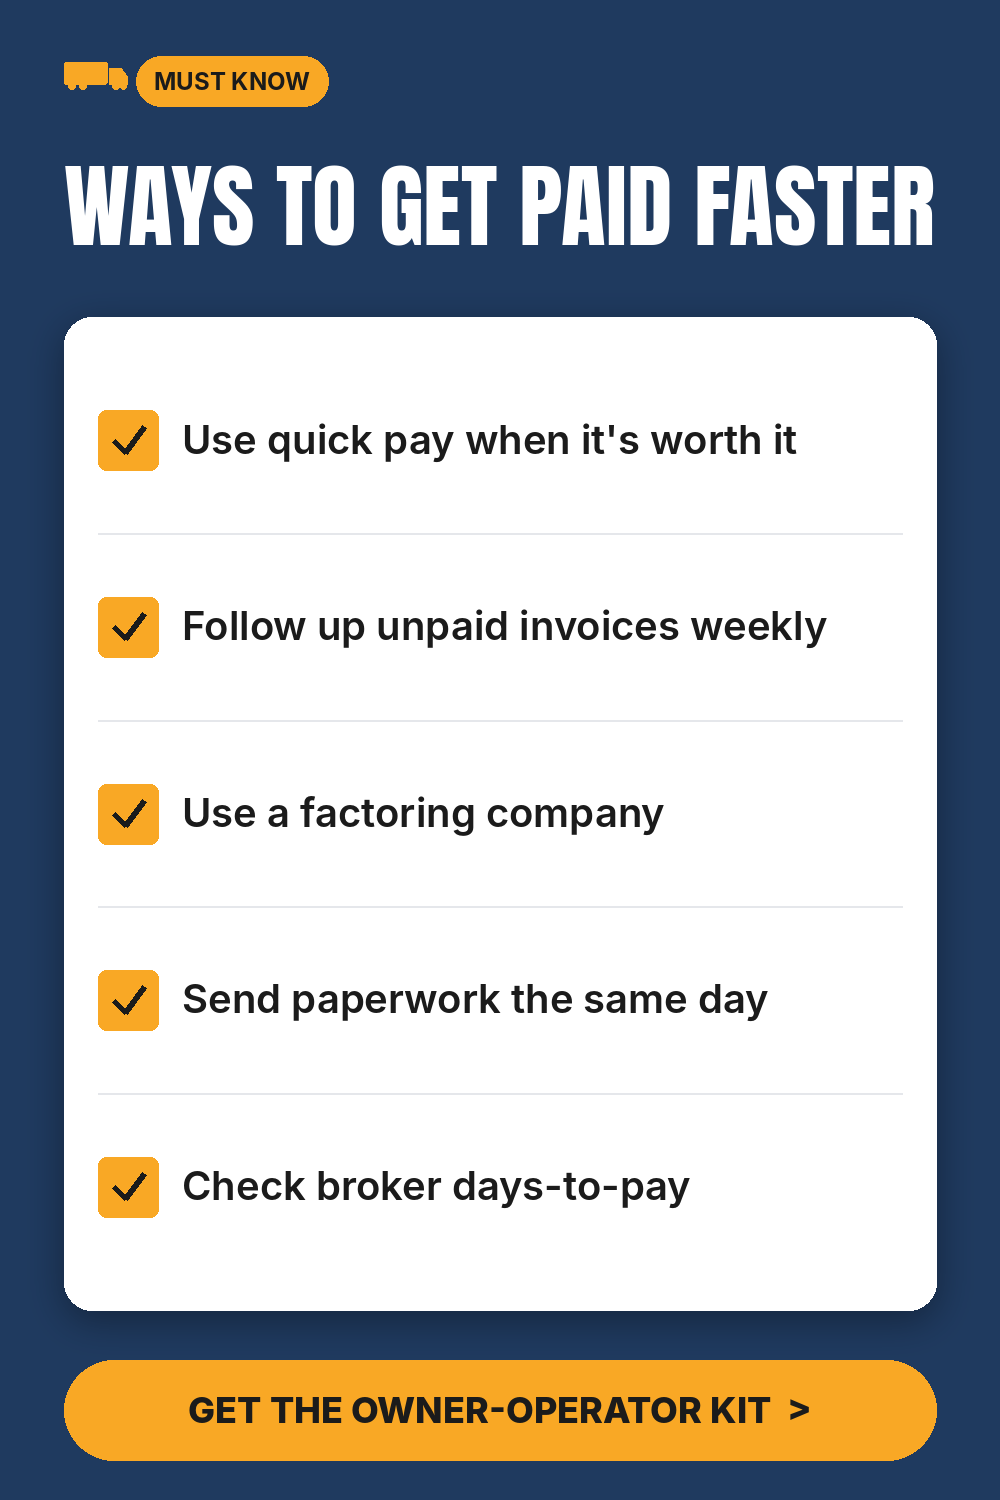 MUST KNOW
WAYS TO GET PAID FASTER
Use quick pay when it's worth it
Follow up unpaid invoices weekly
Use a factoring company
Send paperwork the same day
Check broker days-to-pay
GET THE OWNER-OPERATOR KIT >